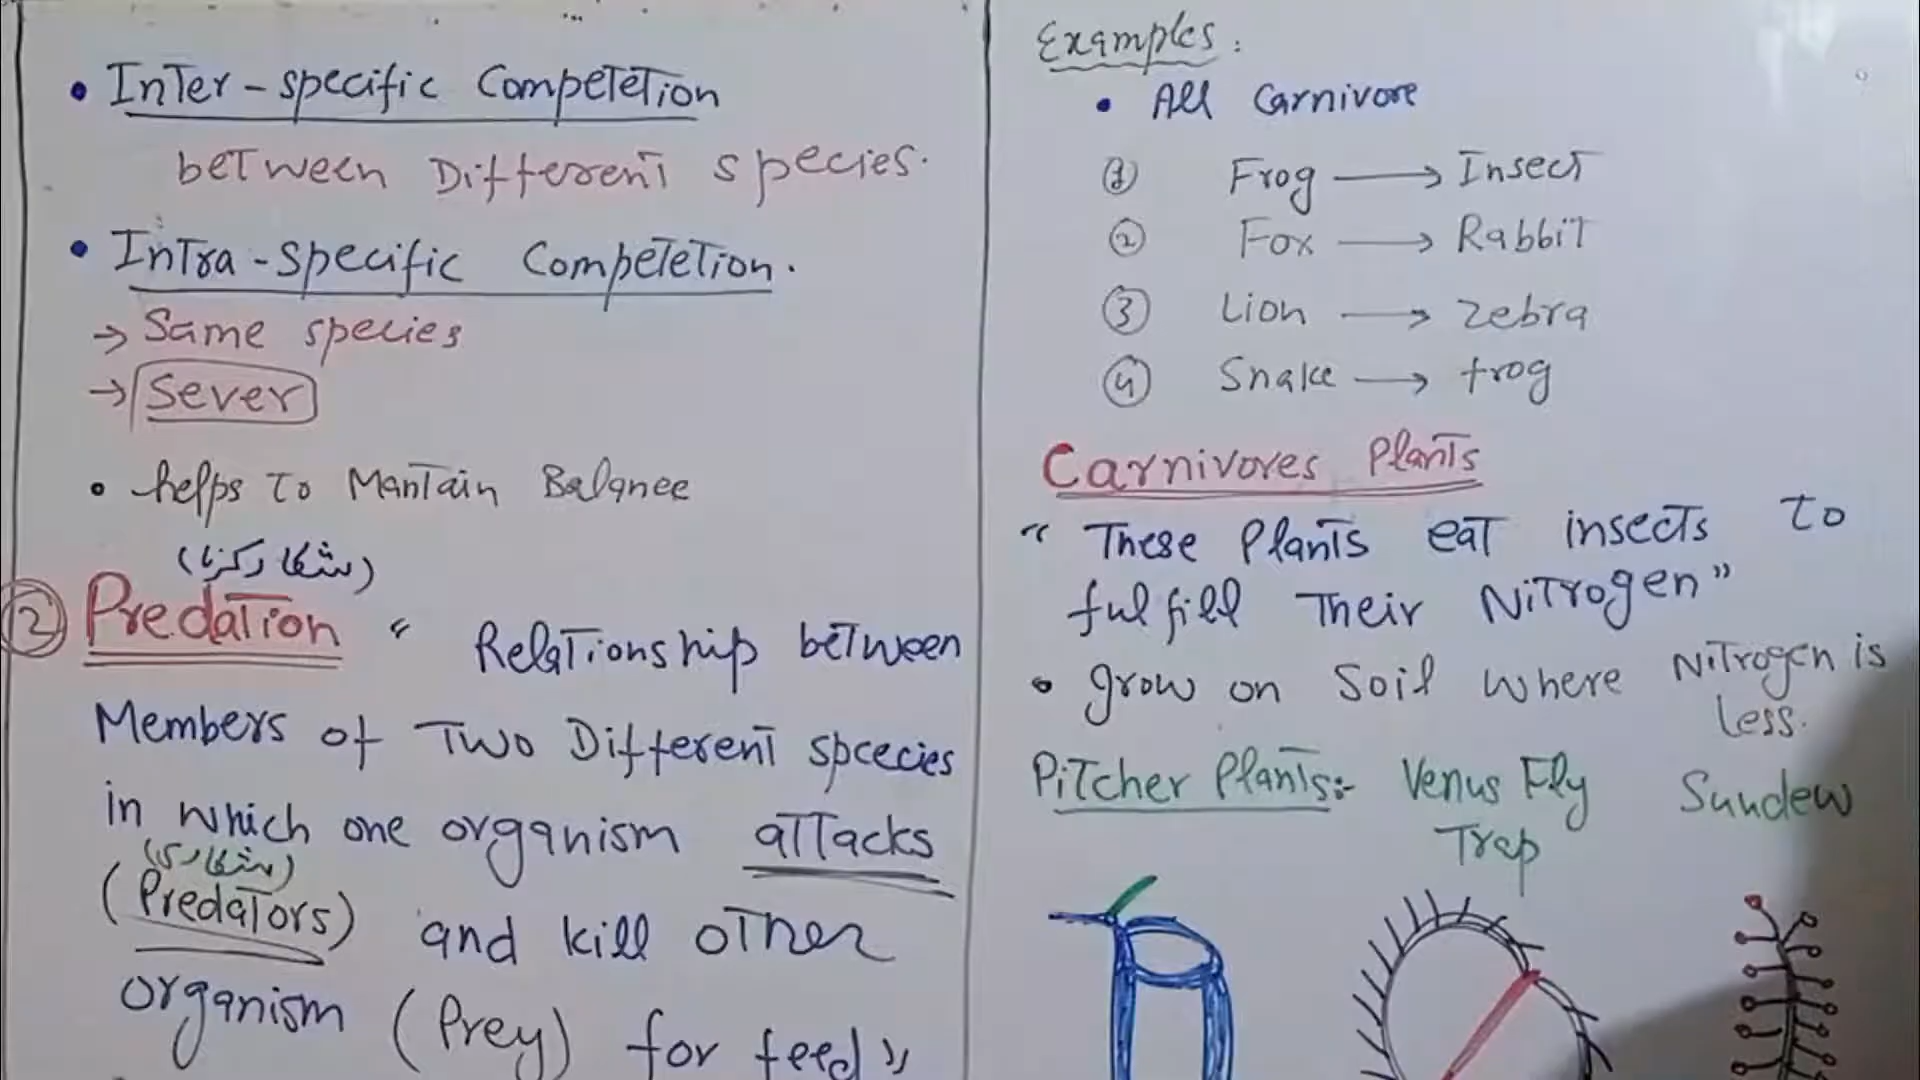 • Inter-specific Competetion
between Different species.
• Intra-specific Competetion.
→ Same species
→ Sever
• helps to Mantain Balance
(شکار کرنا)
② Predation “ Relationship between
Members of Two Different spcecies
in which one organism attacks
(شکاری)
(Predators) and kill other
organism (Prey) for feed”
Examples:
• All Carnivore
① Frog → Insect
② Fox → Rabbit
③ Lion → Zebra
④ Snake → frog
Carnivores Plants
“ These Plants eat insects to
fulfill Their Nitrogen”
• grow on Soil where Nitrogen is
less.
Pitcher Plants:- Venus Fly Sundew
Trap